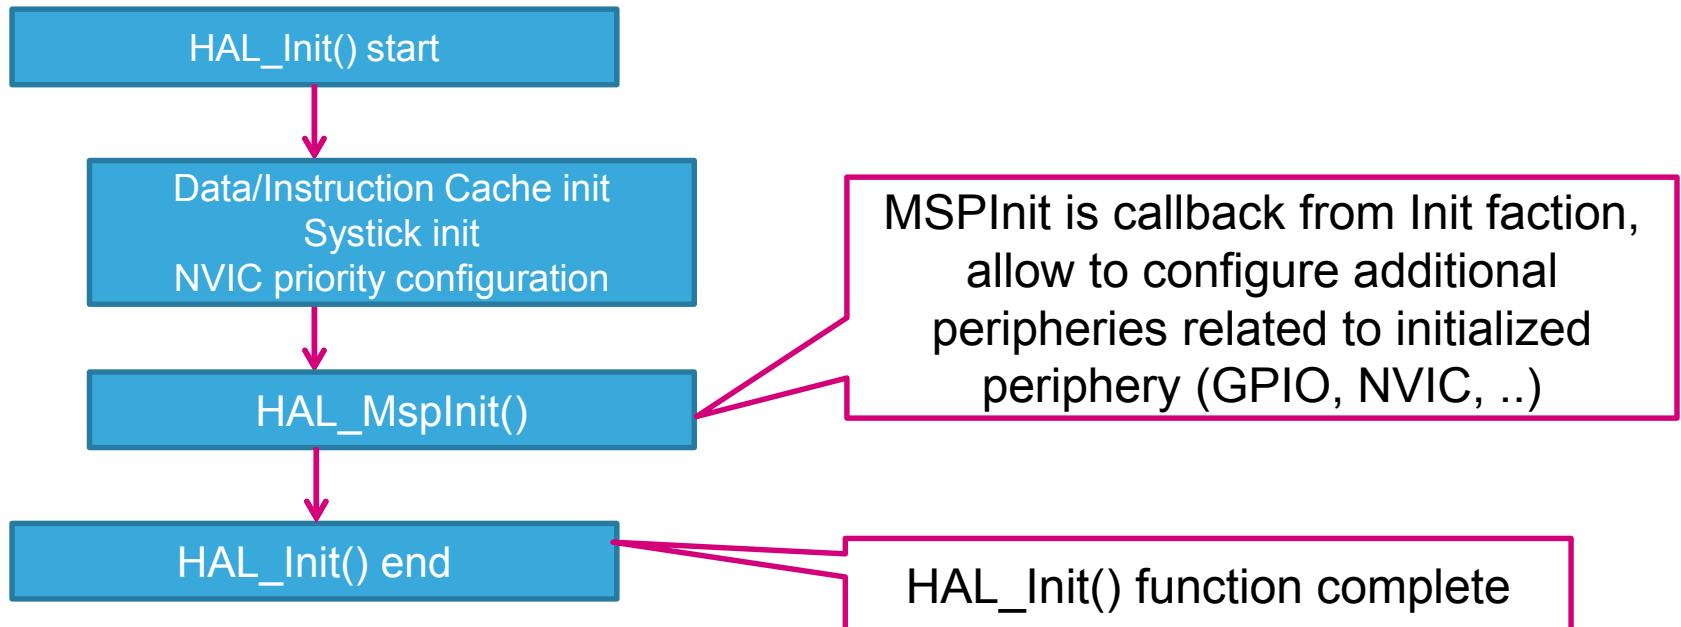 HAL_Init() start
Data/Instruction Cache init
Systick init
NVIC priority configuration
MSPInit is callback from Init faction,
allow to configure additional
peripheries related to initialized
periphery (GPIO, NVIC, ..)
HAL_MspInit()
HAL_Init() end
HAL_Init() function complete